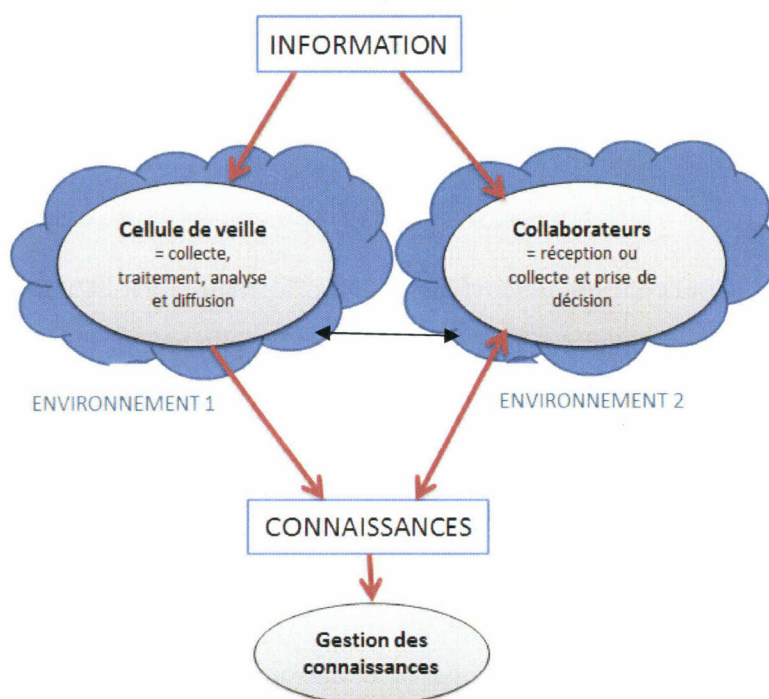 INFORMATION
Cellule de veille
= collecte,
traitement, analyse
et diffusion
Collaborateurs
= réception ou
collecte et prise de
décision
ENVIRONNEMENT 1
ENVIRONNEMENT 2
CONNAISSANCES
Gestion des
connaissances